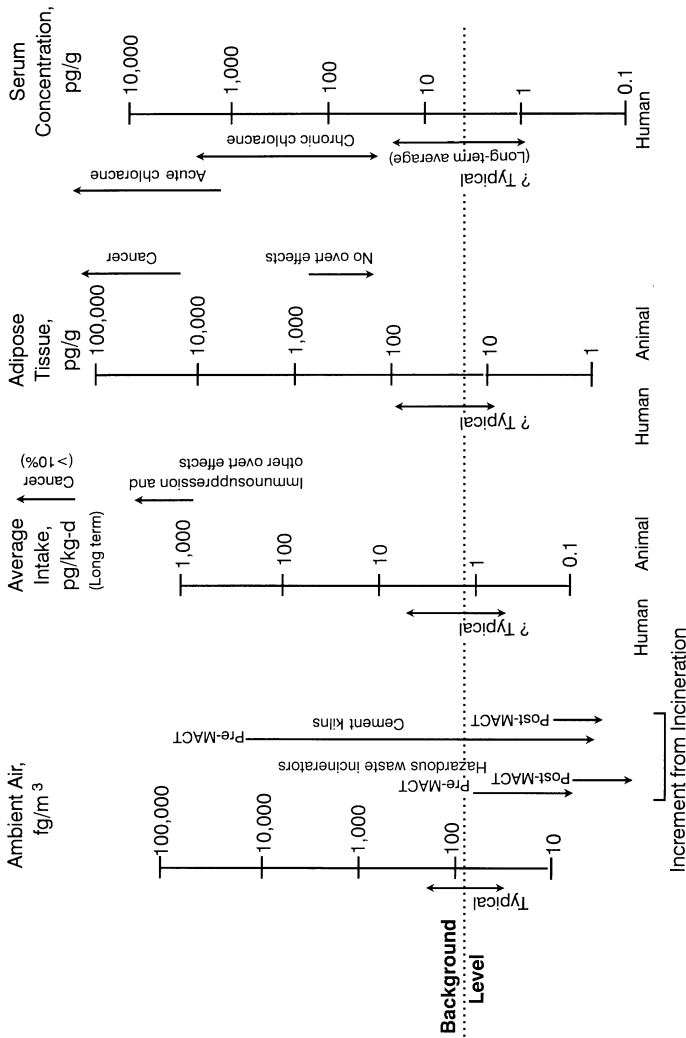 Ambient Air,
fg/m³
100,000
10,000
1,000
100
10
Typical
Background
Level
Pre-MACT
Hazardous waste incinerators
Post-MACT
Pre-MACT
Cement kilns
Post-MACT
Increment from Incineration
Average
Intake,
pg/kg-d
(Long term)
1,000
100
10
1
0.1
? Typical
Cancer
(>10%)
Immunosuppression and
other overt effects
Human
Animal
Adipose
Tissue,
pg/g
100,000
10,000
1,000
100
10
1
? Typical
Cancer
No overt effects
Human
Animal
Serum
Concentration,
pg/g
10,000
1,000
100
10
1
0.1
Acute chloracne
Chronic chloracne
? Typical
(Long-term average)
Human